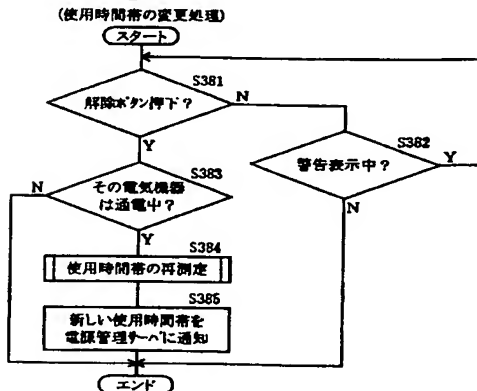 (使用時間帯の変更処理)
スタート
S381
解除ボタン押下？
N
Y
S382
警告表示中？
Y
N
S383
N
その電気機器
は通電中？
Y
S384
使用時間帯の再測定
S385
新しい使用時間帯を
電源管理サーバに通知
エンド